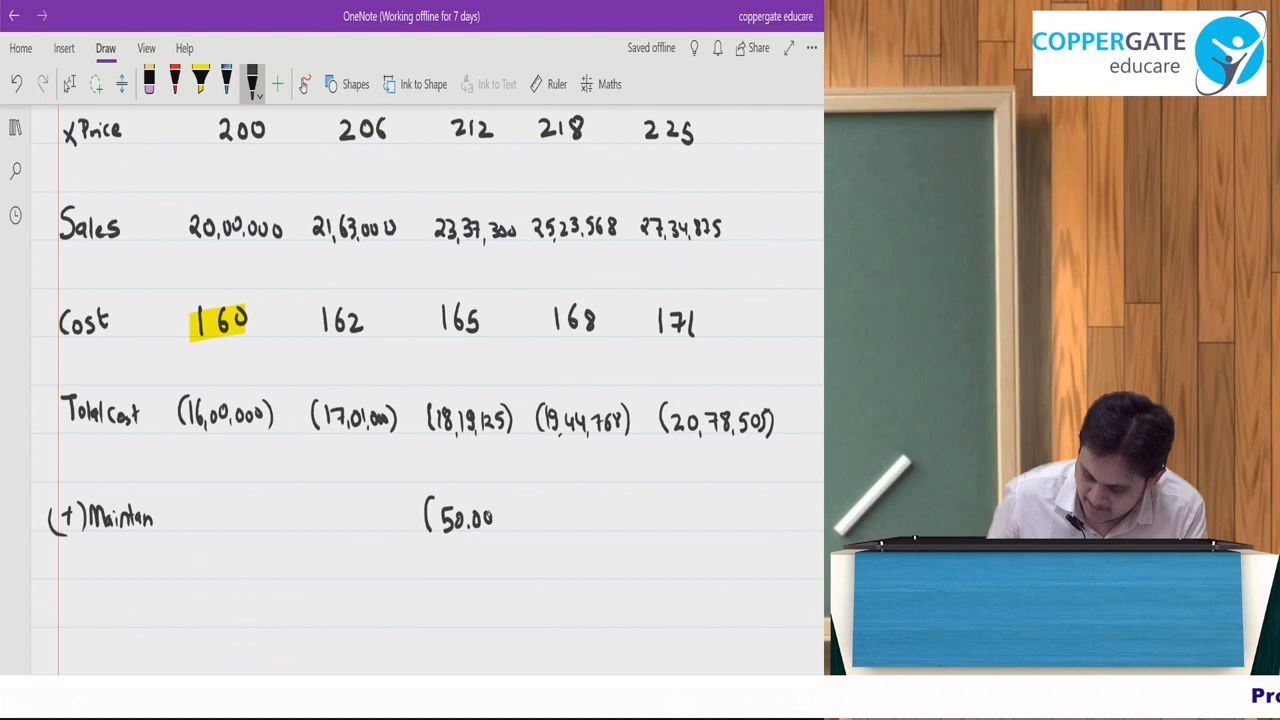 OneNote (Working offline for 7 days)
coppergate educare
Home Insert Draw View Help
Saved offline
Share
Shapes Ink to Shape Ink to Text Ruler Maths
COPPERGATE
educare
x Price 200 206 212 218 225
Sales 20,00,000 21,63,000 23,37,300 25,23,568 27,34,875
Cost 160 162 165 168 171
Total Cost (16,00,000) (17,01,000) (18,19,125) (19,44,768) (20,78,505)
(+) Maintan (50.00
Pro